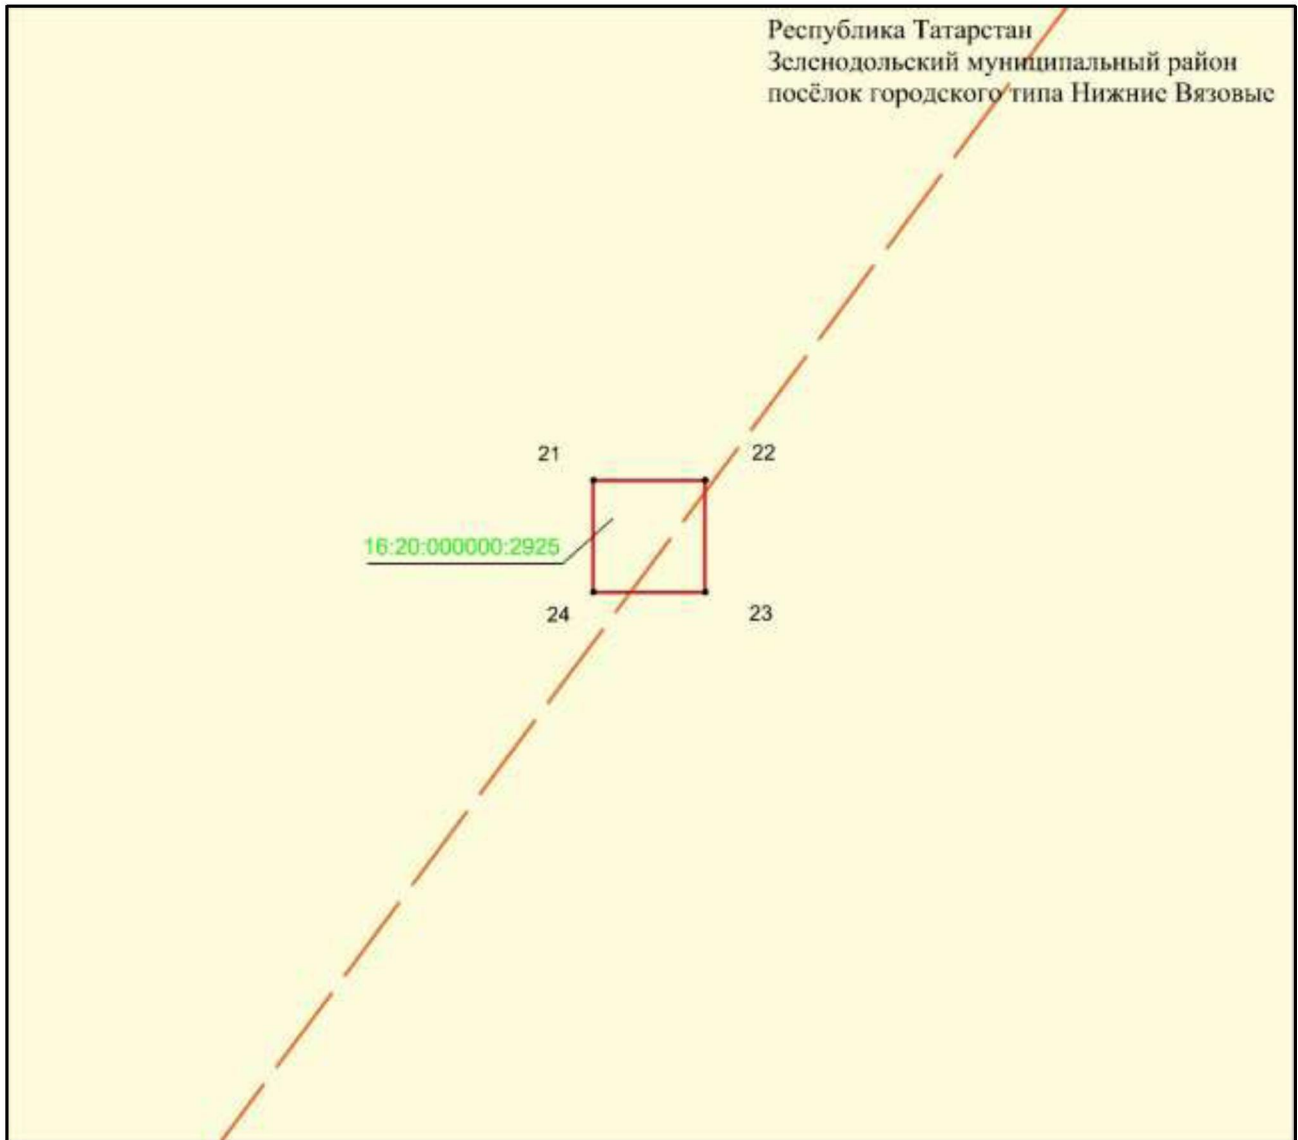 Республика Татарстан
Зеленодольский муниципальный район
посёлок городского типа Нижние Вязовые
21
22
16:20:000000:2925
24
23